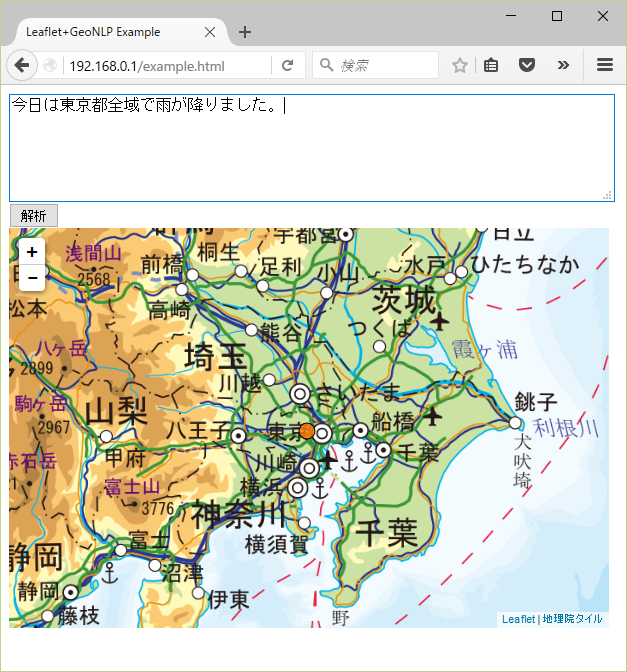 Leaflet+GeoNLP Example
192.168.0.1/example.html
検索
今日は東京都全域で雨が降りました。
解析
+
−
宇都宮
日立
浅間山
2568
前橋
桐生
足利
小山
水戸
ひたちなか
松本
高崎
茨城
熊谷
つくば
霞ヶ浦
八ヶ岳
2899
埼玉
川越
さいたま
銚子
駒ヶ岳
2967
山梨
八王子
東京
船橋
利根川
犬吠埼
甲府
川崎
千葉
赤石岳
富士山
3776
横浜
神奈川
千葉
横須賀
静岡
富士
静岡
沼津
伊東
藤枝
野
Leaflet | 地理院タイル